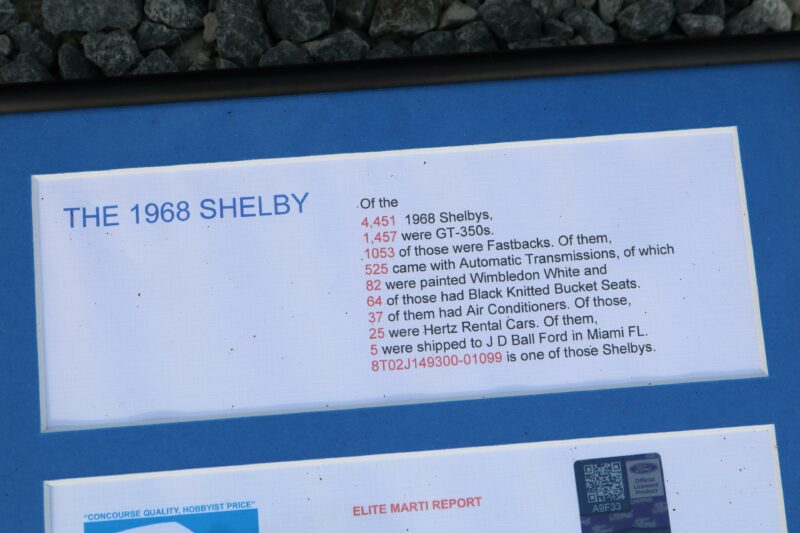 THE 1968 SHELBY
Of the
4,451 1968 Shelbys,
1,457 were GT-350s.
1053 of those were Fastbacks. Of them,
525 came with Automatic Transmissions, of which
82 were painted Wimbledon White and
64 of those had Black Knitted Bucket Seats.
37 of them had Air Conditioners. Of those,
25 were Hertz Rental Cars. Of them,
5 were shipped to J D Ball Ford in Miami FL.
8T02J149300-01099 is one of those Shelbys.
"CONCOURSE QUALITY, HOBBYIST PRICE"
ELITE MARTI REPORT
Ford
Official
Licensed
Product
A9F33